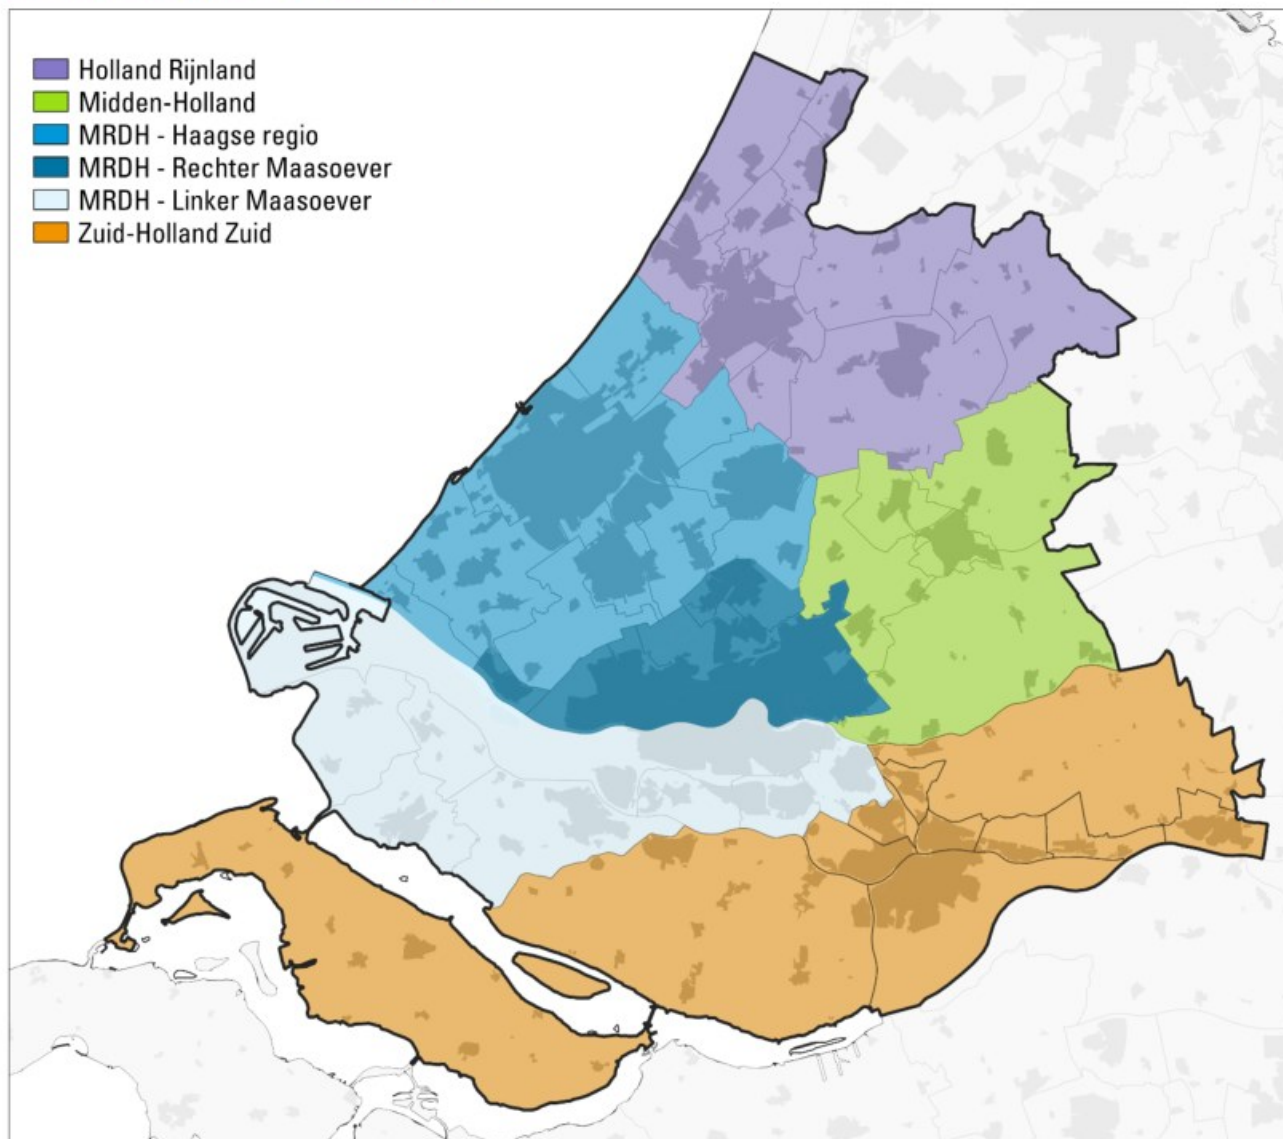 Holland Rijnland
Midden-Holland
MRDH - Haagse regio
MRDH - Rechter Maasoever
MRDH - Linker Maasoever
Zuid-Holland Zuid